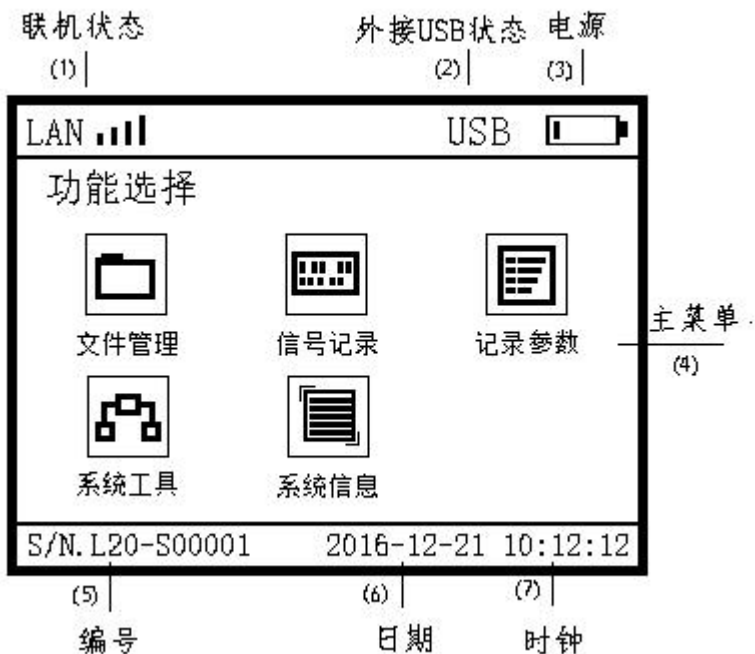 联机状态 外接USB状态 电源
(1) (2) (3)
LAN USB
功能选择
文件管理 信号记录 记录参数
主菜单
(4)
系统工具 系统信息
S/N.L20-S00001 2016-12-21 10:12:12
(5) (6) (7)
编号 日期 时钟